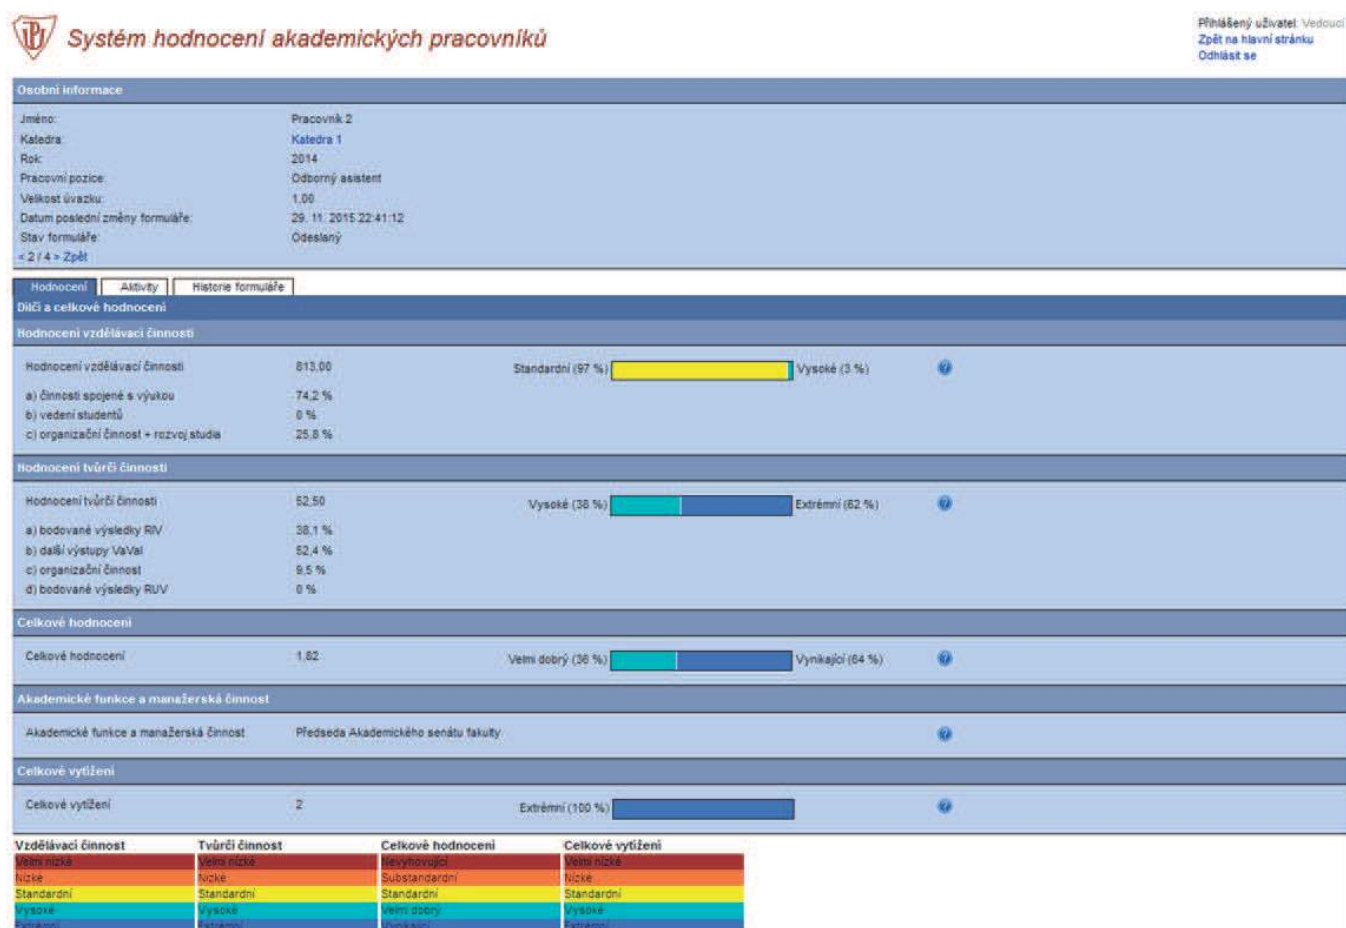 Systém hodnocení akademických pracovníků
Přihlášený uživatel: Vedoucí
Zpět na hlavní stránku
Odhlásit se
Osobní informace
Jméno: Pracovník 2
Katedra: Katedra 1
Rok: 2014
Pracovní pozice: Odborný asistent
Velikost úvazku: 1,00
Datum poslední změny formuláře: 29. 11. 2015 22:41:12
Stav formuláře: Odeslaný
< 2 / 4 > Zpět
Hodnocení Aktivity Historie formuláře
Dílčí a celkové hodnocení
Hodnocení vzdělávací činnosti
Hodnocení vzdělávací činnosti 813,00 Standardní (97 %) Vysoké (3 %)
a) činnosti spojené s výukou 74,2 %
b) vedení studentů 0 %
c) organizační činnost + rozvoj studia 25,8 %
Hodnocení tvůrčí činnosti
Hodnocení tvůrčí činnosti 52,50 Vysoké (38 %) Extrémní (62 %)
a) bodované výsledky RIV 38,1 %
b) další výstupy VaVaI 52,4 %
c) organizační činnost 9,5 %
d) bodované výsledky RUV 0 %
Celkové hodnocení
Celkové hodnocení 1,82 Velmi dobrý (36 %) Vynikající (64 %)
Akademické funkce a manažerská činnost
Akademické funkce a manažerská činnost Předseda Akademického senátu fakulty
Celkové vytížení
Celkové vytížení 2 Extrémní (100 %)
Vzdělávací činnost Tvůrčí činnost Celkové hodnocení Celkové vytížení
Velmi nízké Velmi nízké Nevyhovující Velmi nízké
Nízké Nízké Substandardní Nízké
Standardní Standardní Standardní Standardní
Vysoké Vysoké Velmi dobrý Vysoké
Extrémní Extrémní Vynikající Extrémní